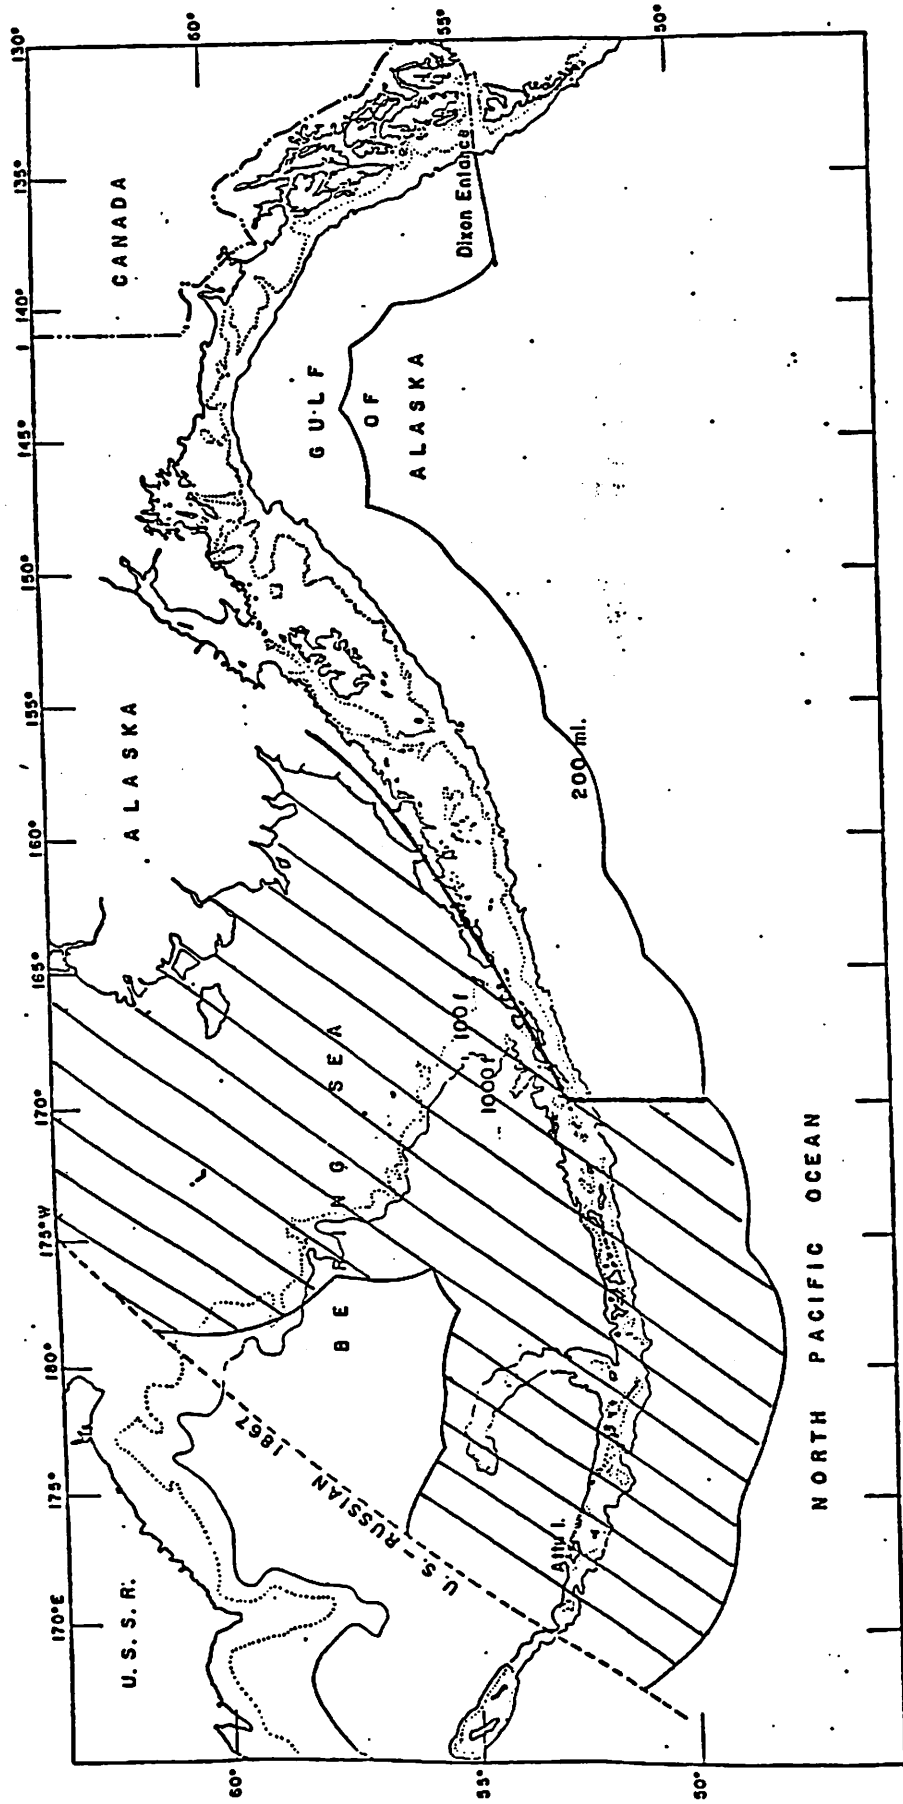 170°E
175°
180°
175°W
170°
165°
160°
155°
150°
145°
140°
135°
130°
60°
55°
50°
60°
55°
50°
U.S.S.R.
ALASKA
CANADA
U.S.-RUSSIAN 1867
BERING SEA
100 f
1000 f
Attu I.
GULF
OF
ALASKA
Dixon Entrance
200 mi.
NORTH PACIFIC OCEAN